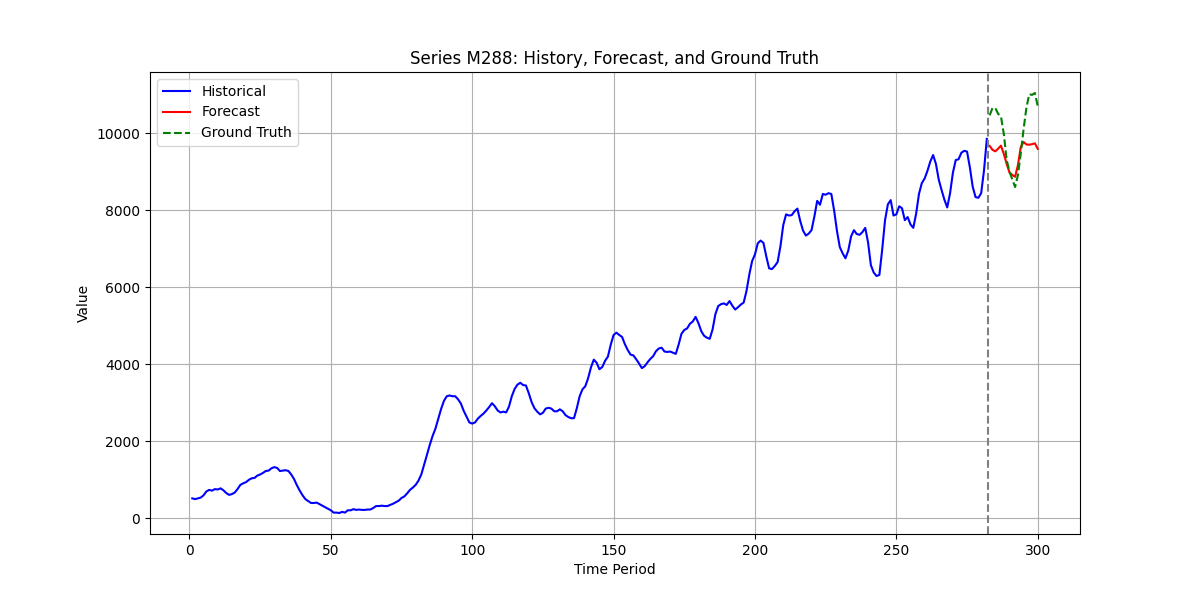 Series M288: History, Forecast, and Ground Truth
Historical
Forecast
Ground Truth
10000
8000
6000
4000
2000
0
Value
0 50 100 150 200 250 300
Time Period